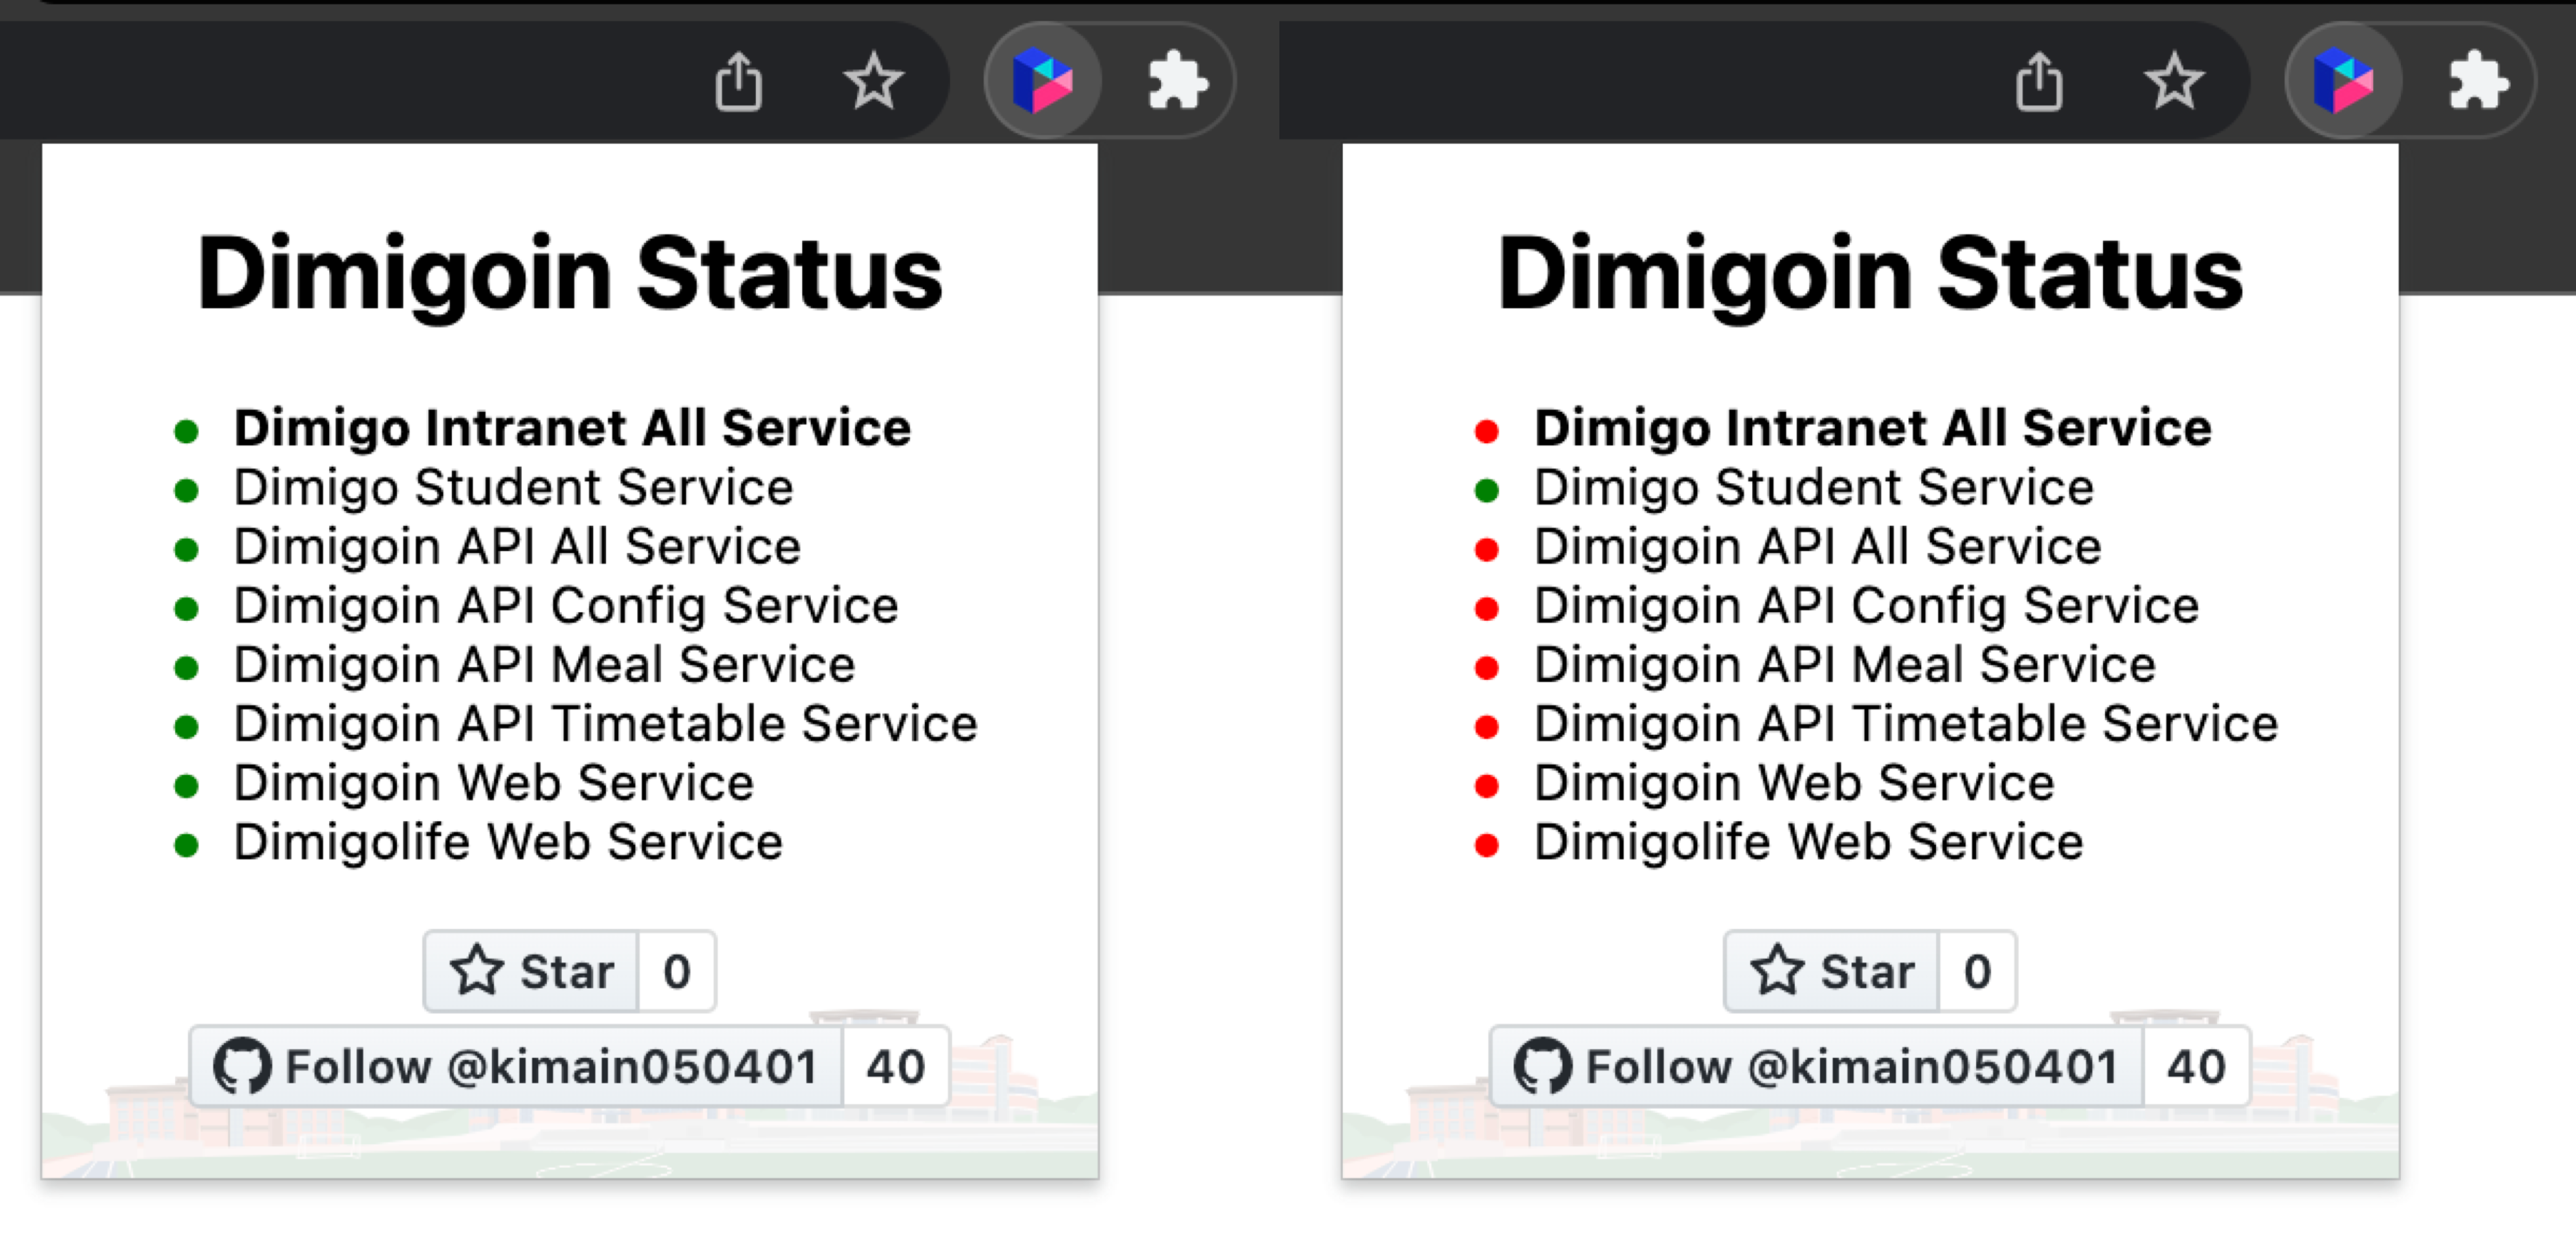 Dimigoin Status
Dimigo Intranet All Service
Dimigo Student Service
Dimigoin API All Service
Dimigoin API Config Service
Dimigoin API Meal Service
Dimigoin API Timetable Service
Dimigoin Web Service
Dimigolife Web Service
Star 0
Follow @kimain050401 40
Dimigoin Status
Dimigo Intranet All Service
Dimigo Student Service
Dimigoin API All Service
Dimigoin API Config Service
Dimigoin API Meal Service
Dimigoin API Timetable Service
Dimigoin Web Service
Dimigolife Web Service
Star 0
Follow @kimain050401 40